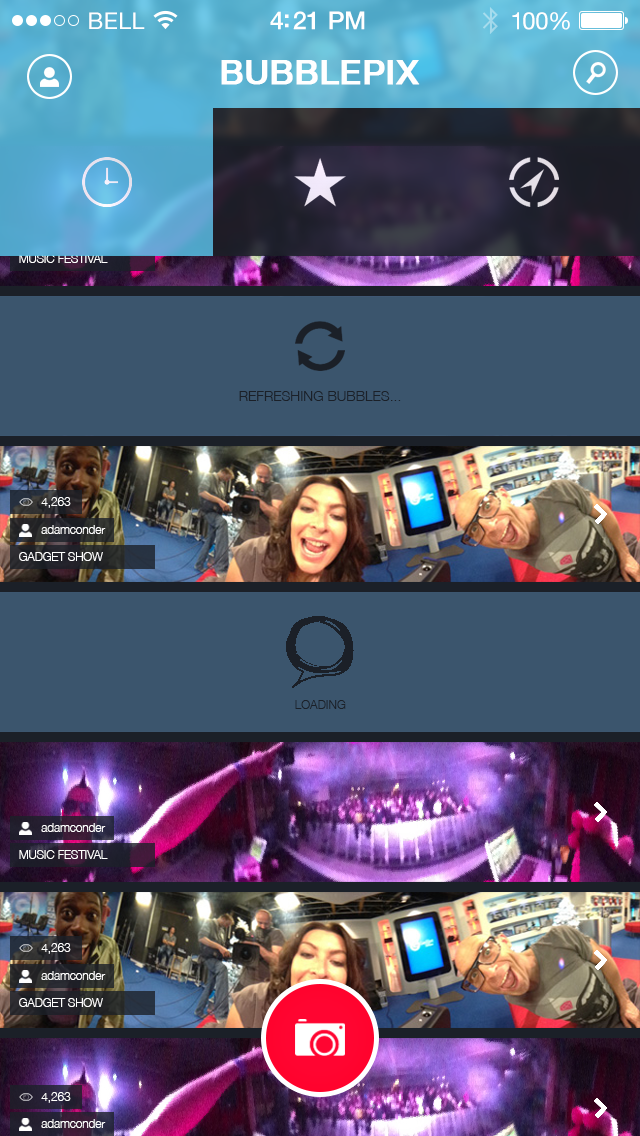 BELL 4:21 PM 100%
BUBBLEPIX
MUSIC FESTIVAL
REFRESHING BUBBLES...
4,263
adamconder
GADGET SHOW
LOADING
adamconder
MUSIC FESTIVAL
4,263
adamconder
GADGET SHOW
4,263
adamconder